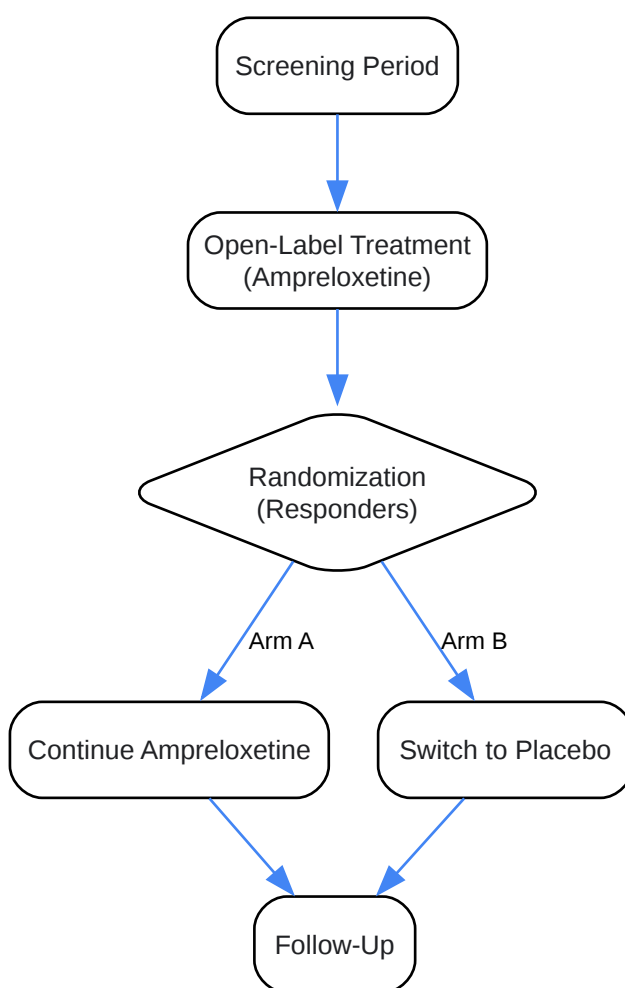 Screening Period
Open-Label Treatment
(Ampreloxetine)
Randomization
(Responders)
Arm A
Arm B
Continue Ampreloxetine
Switch to Placebo
Follow-Up